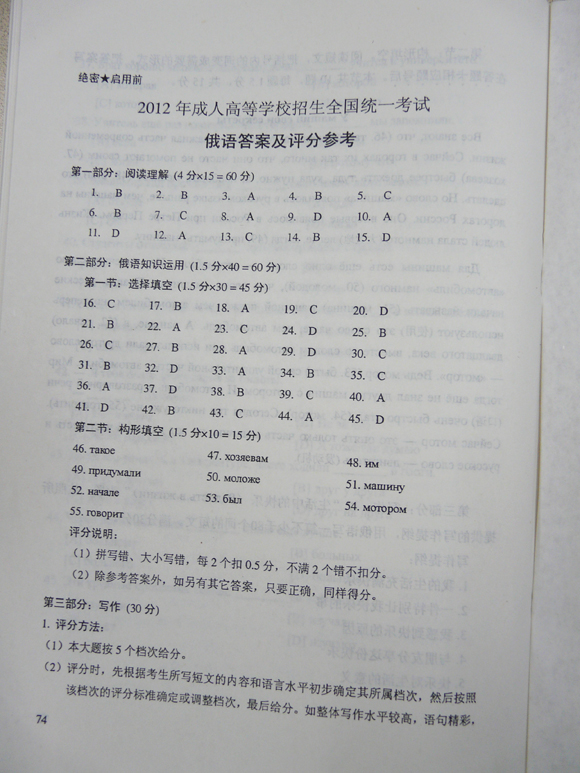 绝密★启用前
2012 年成人高等学校招生全国统一考试
俄语答案及评分参考
第一部分：阅读理解 (4 分×15＝60 分)
1. B 2. B 3. A 4. B 5. C
6. B 7. C 8. A 9. D 10. A
11. D 12. A 13. C 14. B 15. D
第二部分：俄语知识运用 (1.5 分×40＝60 分)
第一节：选择填空 (1.5 分×30＝45 分)
16. C 17. B 18. A 19. C 20. D
21. B 22. A 23. C 24. D 25. B
26. C 27. B 28. A 29. D 30. C
31. B 32. D 33. A 34. B 35. C
36. A 37. D 38. B 39. C 40. A
41. D 42. B 43. C 44. A 45. D
第二节：构形填空 (1.5 分×10＝15 分)
46. такое 47. хозяевам 48. им
49. придумали 50. моложе 51. машину
52. начале 53. был 54. мотором
55. говорит
评分说明：
（1）拼写错、大小写错，每 2 个扣 0.5 分，不满 2 个错不扣分。
（2）除参考答案外，如另有其它答案，只要正确，同样得分。
第三部分：写作 (30 分)
1. 评分方法：
（1）本大题按 5 个档次给分。
（2）评分时，先根据考生所写短文的内容和语言水平初步确定其所属档次，然后按照
该档次的评分标准确定或调整档次，最后给分。如整体写作水平较高，语句精彩，
74